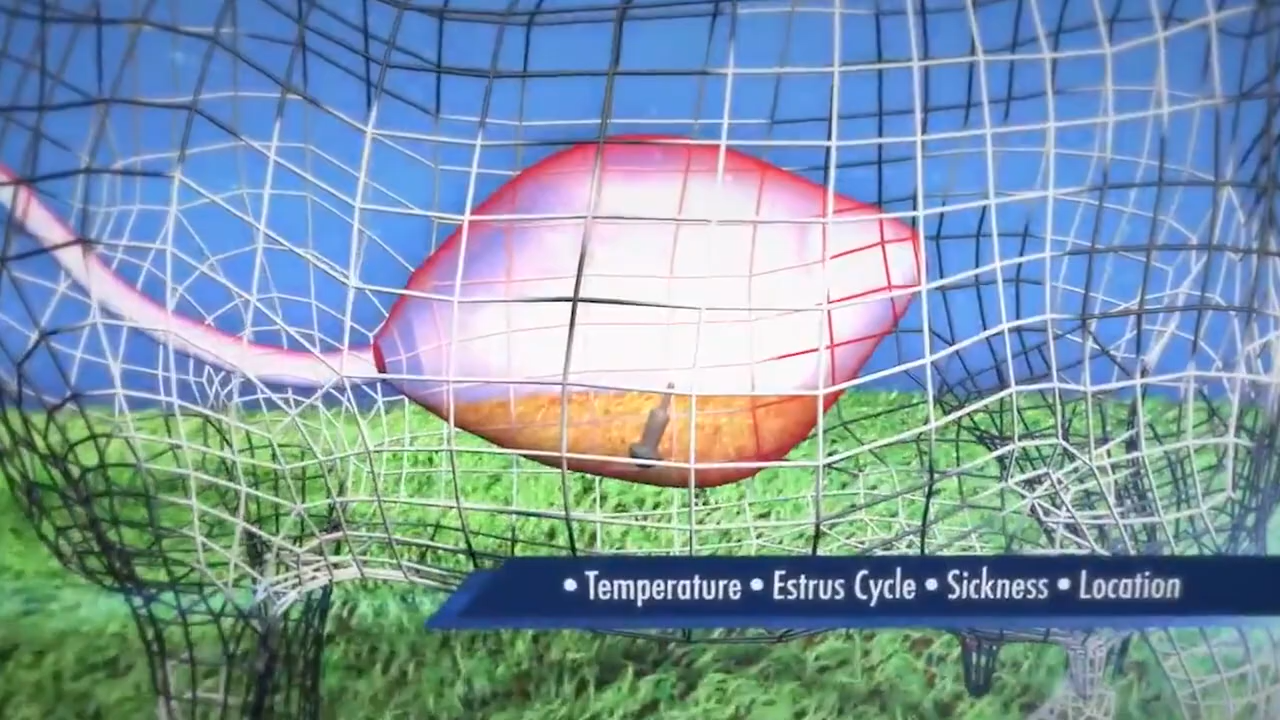 • Temperature • Estrus Cycle • Sickness • Location